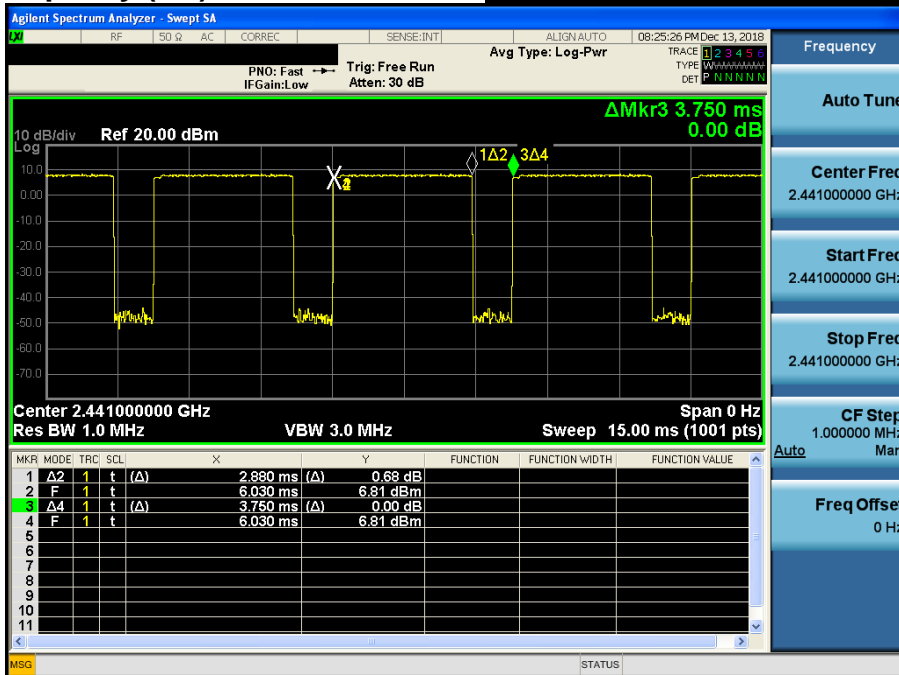 Agilent Spectrum Analyzer - Swept SA
LXI RF 50 Ω AC CORREC SENSE:INT ALIGNAUTO 08:25:26 PM Dec 13, 2018
Frequency
Avg Type: Log-Pwr
TRACE 1 2 3 4 5 6
PNO: Fast Trig: Free Run
TYPE
IFGain:Low Atten: 30 dB
DET P N N N N N
Auto Tune
ΔMkr3 3.750 ms
0.00 dB
10 dB/div Ref 20.00 dBm
Log
1Δ2 3Δ4
10.0
0.00
-10.0
-20.0
-30.0
-40.0
-50.0
-70.0
Center Freq
2.441000000 GHz
Start Freq
2.441000000 GHz
Stop Freq
2.441000000 GHz
Center 2.441000000 GHz Span 0 Hz
Res BW 1.0 MHz VBW 3.0 MHz Sweep 15.00 ms (1001 pts)
CF Step
1.000000 MHz
Auto Man
Freq Offset
0 Hz
MKR MODE TRC SCL X Y FUNCTION FUNCTION WIDTH FUNCTION VALUE
1 Δ2 1 t (Δ) 2.880 ms (Δ) 0.68 dB
2 F 1 t 6.030 ms 6.81 dBm
3 Δ4 1 t (Δ) 3.750 ms (Δ) 0.00 dB
4 F 1 t 6.030 ms 6.81 dBm
5
6
7
8
9
10
11
MSG STATUS